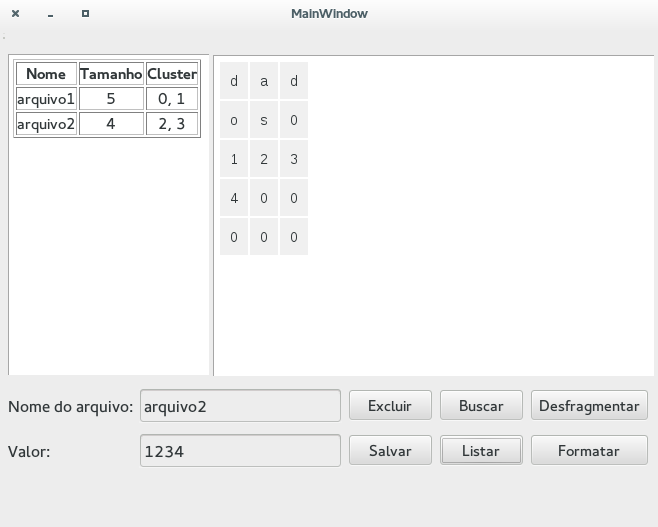 MainWindow
Nome Tamanho Cluster
arquivo1 5 0, 1
arquivo2 4 2, 3
d a d
o s 0
1 2 3
4 0 0
0 0 0
Nome do arquivo: arquivo2 Excluir Buscar Desfragmentar
Valor: 1234 Salvar Listar Formatar